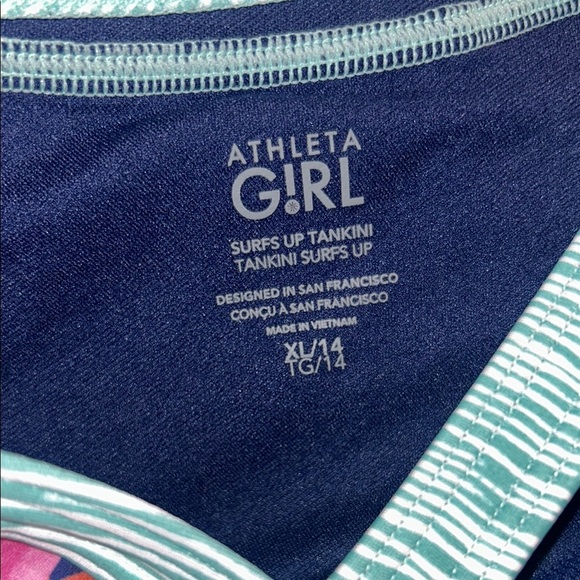 ATHLETA
G!RL
SURFS UP TANKINI
TANKINI SURFS UP
DESIGNED IN SAN FRANCISCO
CONÇU À SAN FRANCISCO
MADE IN VIETNAM
XL/14
TG/14